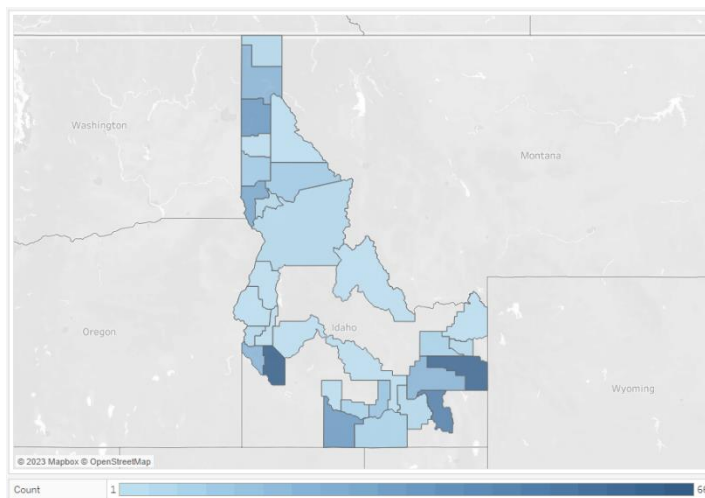 Washington
Montana
Oregon
Idaho
Wyoming
© 2023 Mapbox © OpenStreetMap
Count 1